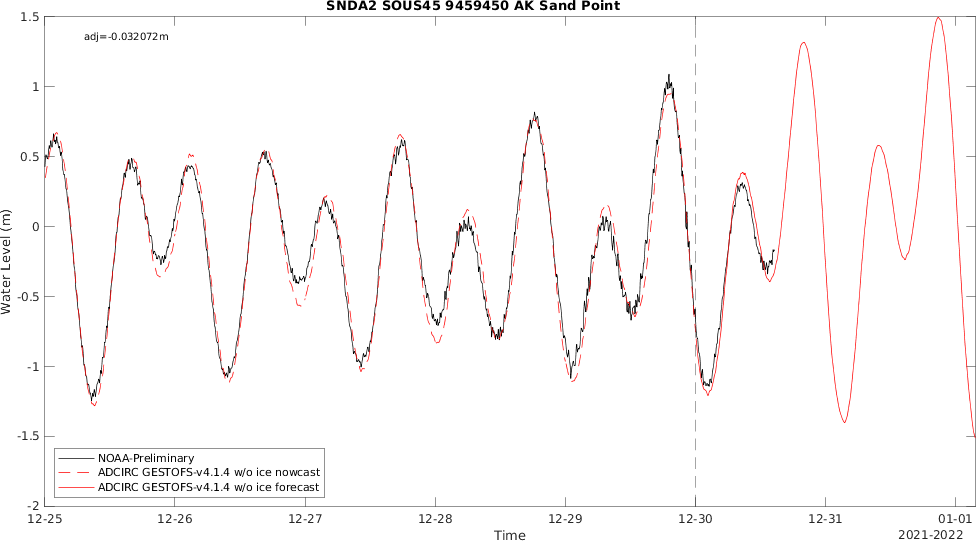 SNDA2 SOUS45 9459450 AK Sand Point
adj=-0.032072m
1.5
1
0.5
0
-0.5
-1
-1.5
-2
Water Level (m)
NOAA-Preliminary
ADCIRC GESTOFS-v4.1.4 w/o ice nowcast
ADCIRC GESTOFS-v4.1.4 w/o ice forecast
12-25 12-26 12-27 12-28 12-29 12-30 12-31 01-01
Time
2021-2022